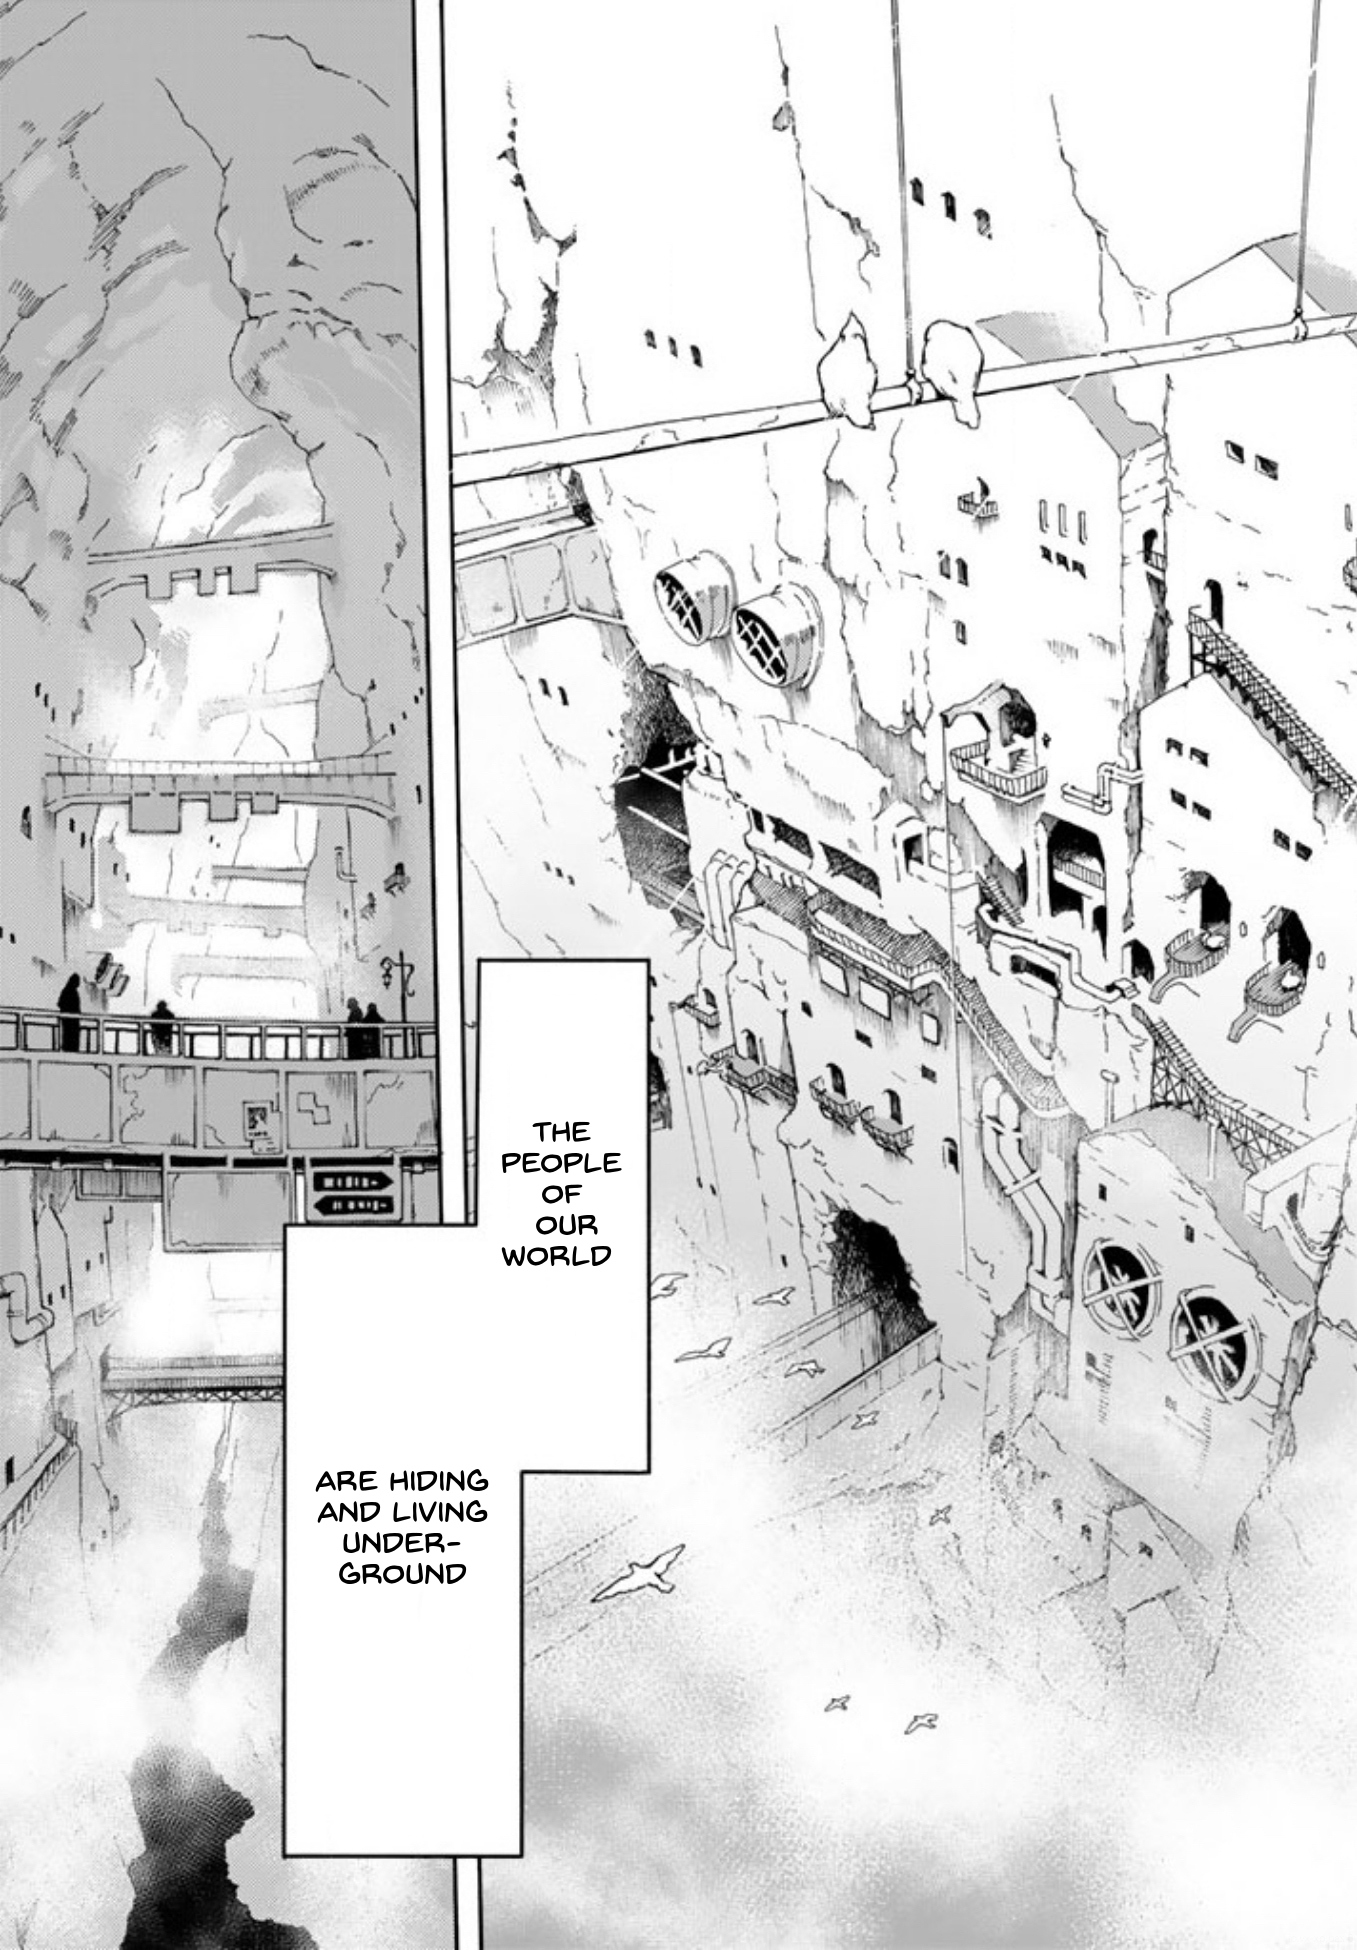 THE
PEOPLE
OF
OUR
WORLD
ARE HIDING
AND LIVING
UNDER-
GROUND